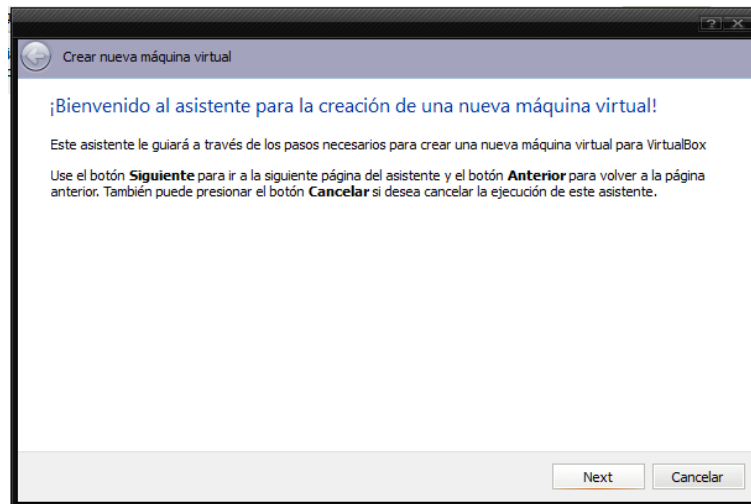 Crear nueva máquina virtual
¡Bienvenido al asistente para la creación de una nueva máquina virtual!
Este asistente le guiará a través de los pasos necesarios para crear una nueva máquina virtual para VirtualBox
Use el botón Siguiente para ir a la siguiente página del asistente y el botón Anterior para volver a la página
anterior. También puede presionar el botón Cancelar si desea cancelar la ejecución de este asistente.
Next Cancelar